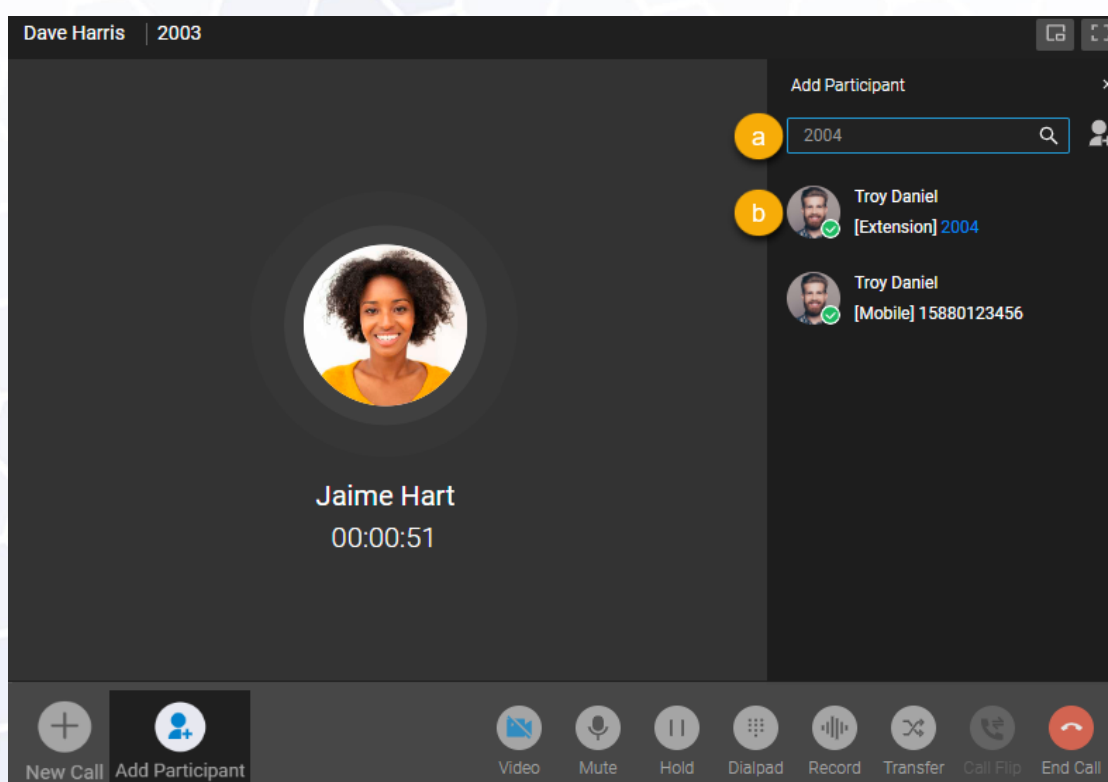 Dave Harris 2003
Add Participant
a
2004
b
Troy Daniel
[Extension] 2004
Troy Daniel
[Mobile] 15880123456
Jaime Hart
00:00:51
New Call Add Participant Video Mute Hold Dialpad Record Transfer Call Flip End Call